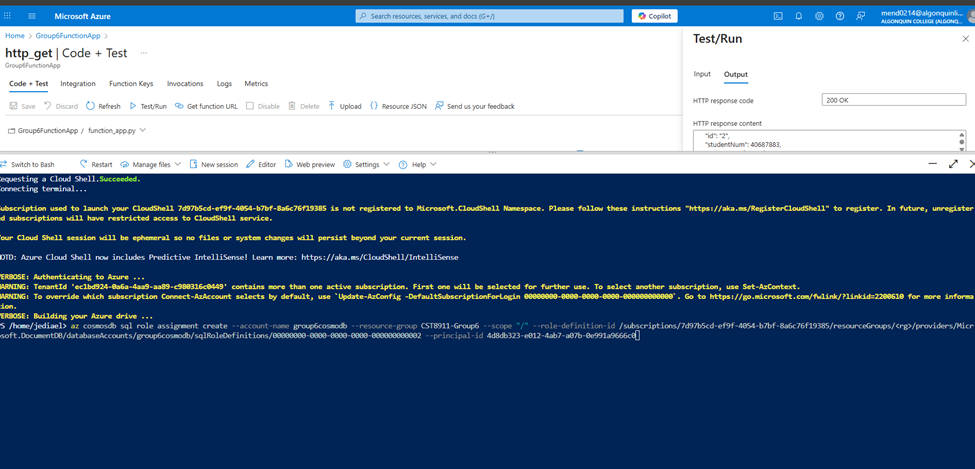 Microsoft Azure
Search resources, services, and docs (G+/)
Copilot
mend0214@algonquinli...
ALGONQUIN COLLEGE (ALGONQ...
Home > Group6FunctionApp >
http_get | Code + Test ...
Group6FunctionApp
Code + Test Integration Function Keys Invocations Logs Metrics
Save Discard Refresh Test/Run Get function URL Disable Delete Upload Resource JSON Send us your feedback
Group6FunctionApp / function_app.py
Test/Run
Input Output
HTTP response code
200 OK
HTTP response content
"id": "2",
"studentNum": 40687883,
Switch to Bash Restart Manage files New session Editor Web preview Settings Help
equesting a Cloud Shell.Succeeded.
onnecting terminal...
ubscription used to launch your CloudShell 7d97b5cd-ef9f-4054-b7bf-8a6c76f19385 is not registered to Microsoft.CloudShell Namespace. Please follow these instructions "https://aka.ms/RegisterCloudShell" to register. In future, unregister
ed subscriptions will have restricted access to CloudShell service.
our Cloud Shell session will be ephemeral so no files or system changes will persist beyond your current session.
OTD: Azure Cloud Shell now includes Predictive IntelliSense! Learn more: https://aka.ms/CloudShell/IntelliSense
ERBOSE: Authenticating to Azure ...
ARNING: TenantId 'ec1bd924-0a6a-4aa9-aa89-c980316c0449' contains more than one active subscription. First one will be selected for further use. To select another subscription, use Set-AzContext.
ARNING: To override which subscription Connect-AzAccount selects by default, use `Update-AzConfig -DefaultSubscriptionForLogin 00000000-0000-0000-0000-000000000000`. Go to https://go.microsoft.com/fwlink/?linkid=2200610 for more informa
ion.
ERBOSE: Building your Azure drive ...
PS /home/jediael> az cosmosdb sql role assignment create --account-name group6cosmodb --resource-group CST8911-Group6 --scope "/" --role-definition-id /subscriptions/7d97b5cd-ef9f-4054-b7bf-8a6c76f19385/resourceGroups/<rg>/providers/Micr
soft.DocumentDB/databaseAccounts/group6cosmodb/sqlRoleDefinitions/00000000-0000-0000-0000-000000000002 --principal-id 4d8db323-e012-4ab7-a07b-0e991a9666c0